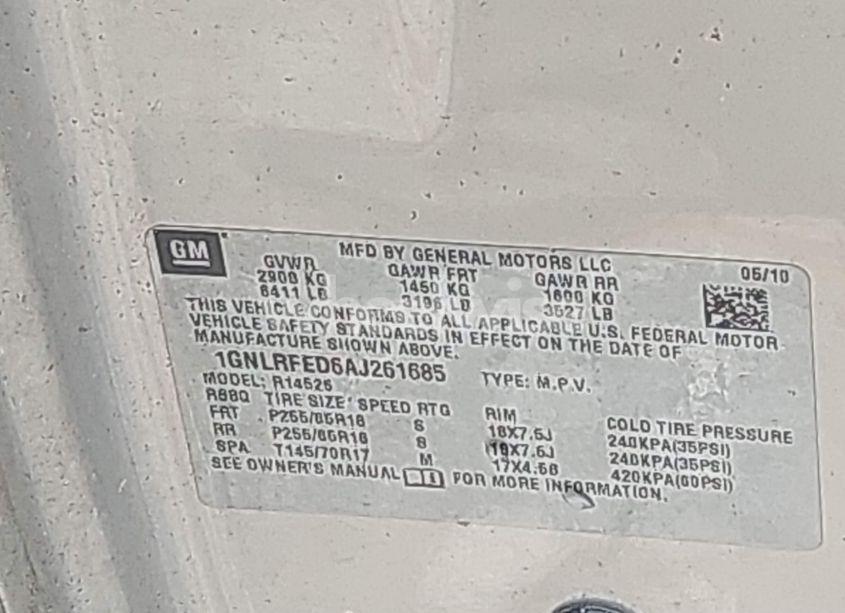 GM
MFD BY GENERAL MOTORS LLC 06/10
GVWR GAWR FRT GAWR RR
2908 KG 1450 KG 1600 KG
6411 LB 3196 LB 3527 LB
THIS VEHICLE CONFORMS TO ALL APPLICABLE U.S. FEDERAL MOTOR
VEHICLE SAFETY STANDARDS IN EFFECT ON THE DATE OF
MANUFACTURE SHOWN ABOVE.
1GNLRFED6AJ261685 TYPE: M.P.V.
MODEL: R14526
TIRE SIZE SPEED RTG RIM COLD TIRE PRESSURE
FRT P255/65R18 S 18X7.5J 240KPA(35PSI)
RR P255/65R18 S 18X7.5J 240KPA(35PSI)
SPA T145/70R17 M 17X4.5B 420KPA(60PSI)
SEE OWNER'S MANUAL FOR MORE INFORMATION.